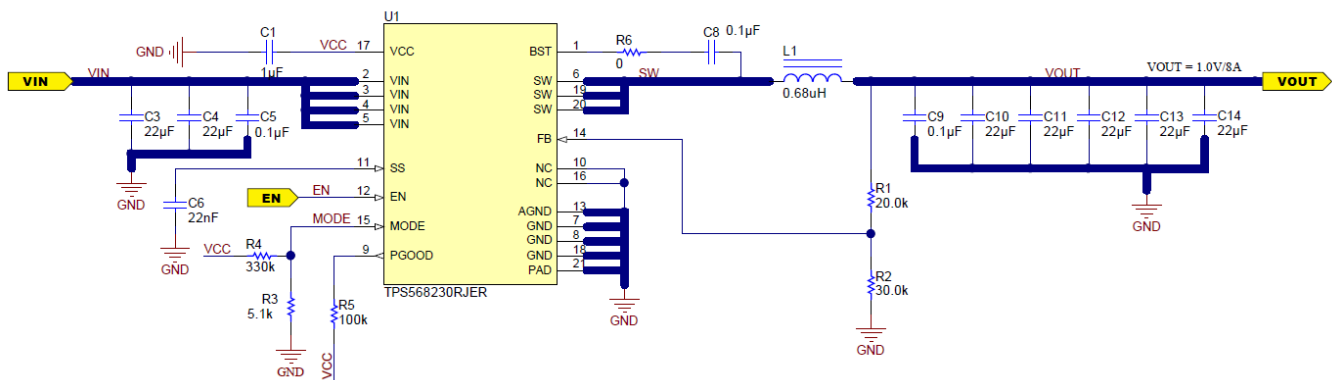 U1
GND
C1
1µF
VCC
17
VCC
BST
1
R6
0
C8
0.1µF
L1
0.68uH
VIN
VIN
2
VIN
3
VIN
4
VIN
5
VIN
SW
6
SW
19
SW
20
SW
VOUT
VOUT = 1.0V/8A
VOUT
C3
22µF
C4
22µF
C5
0.1µF
GND
FB
14
C9
0.1µF
C10
22µF
C11
22µF
C12
22µF
C13
22µF
C14
22µF
GND
11
SS
NC
10
NC
16
C6
22nF
GND
EN
EN
12
EN
R1
20.0k
AGND
13
GND
7
GND
8
GND
18
PAD
21
GND
MODE
15
MODE
VCC
R4
330k
R3
5.1k
GND
9
PGOOD
R5
100k
VCC
R2
30.0k
GND
TPS568230RJER